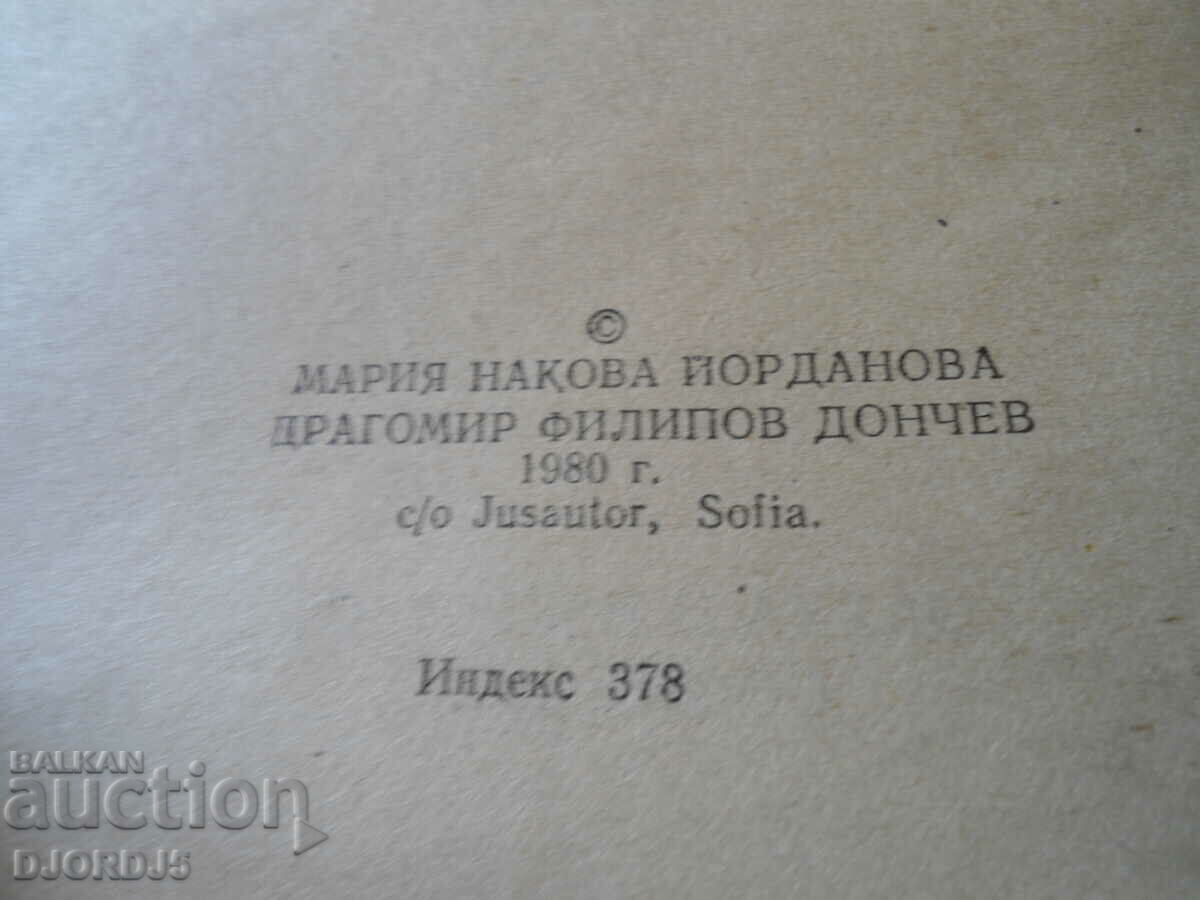 ©
МАРИЯ НАКОВА ЙОРДАНОВА
ДРАГОМИР ФИЛИПОВ ДОНЧЕВ
1980 г.
c/o Jusautor, Sofia.
Индекс 378
BALKAN
auction
DJORDJ5